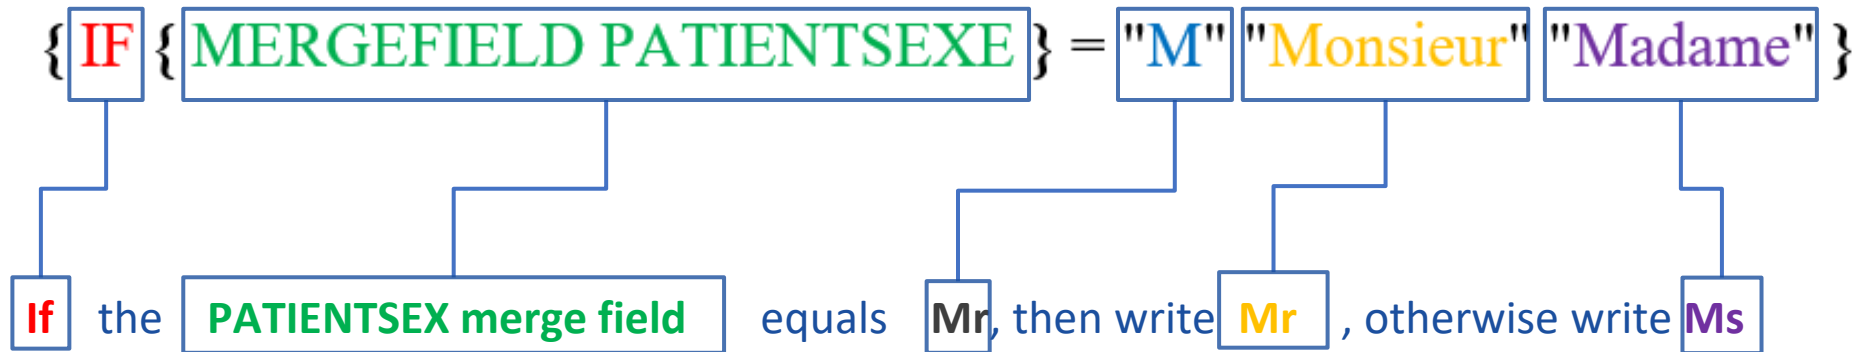 { IF { MERGEFIELD PATIENTSEXE } = "M" "Monsieur" "Madame" }
If the PATIENTSEX merge field equals Mr, then write Mr , otherwise write Ms